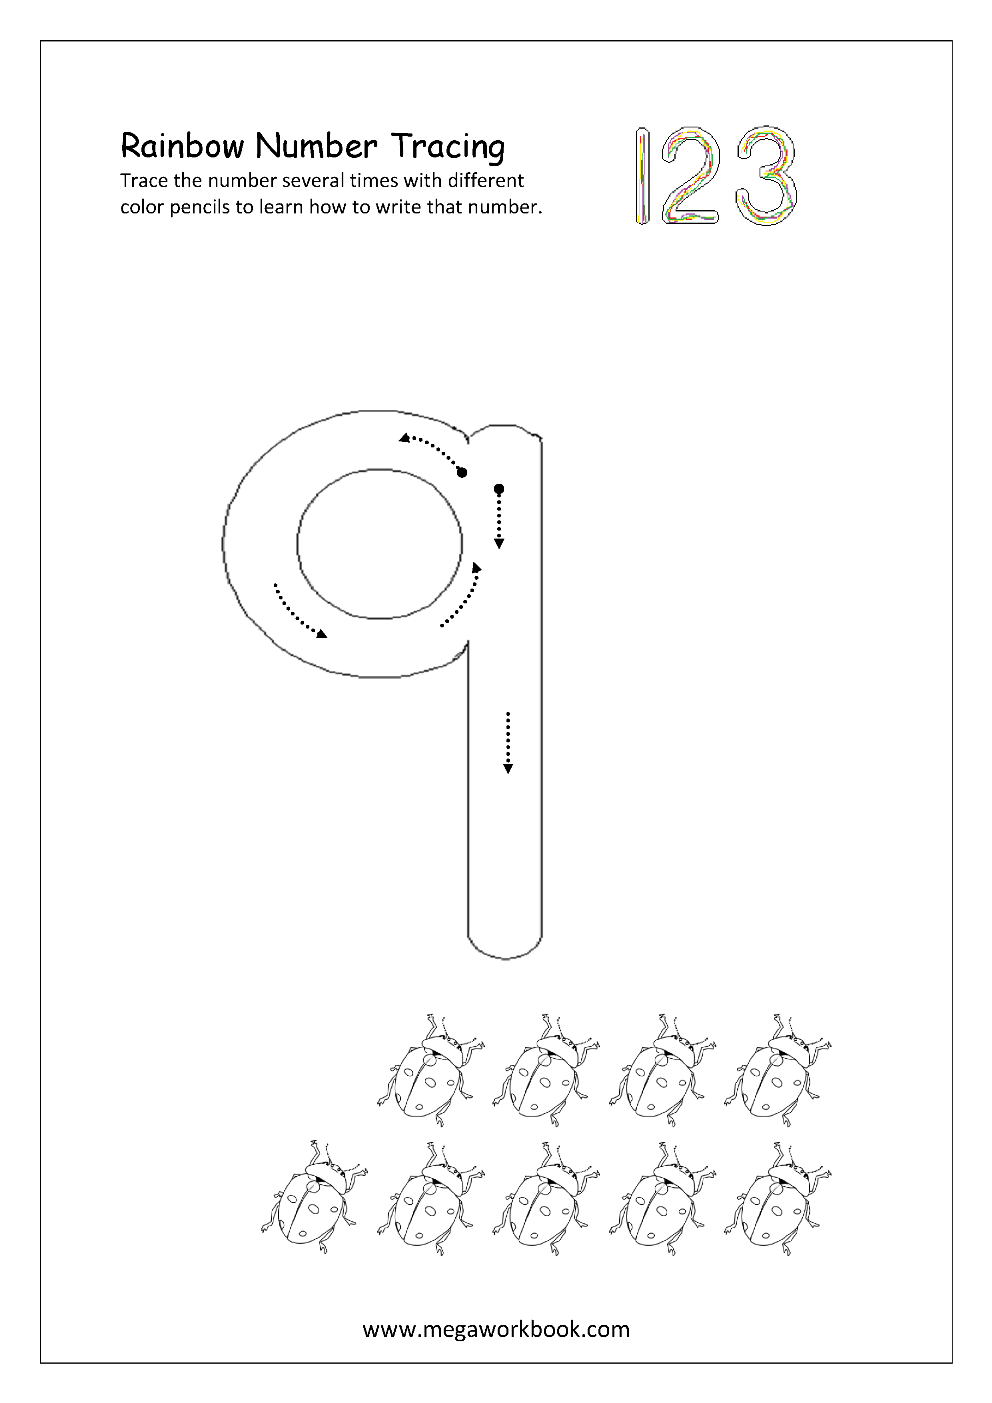 Rainbow Number Tracing
123
Trace the number several times with different
color pencils to learn how to write that number.
9
www.megaworkbook.com